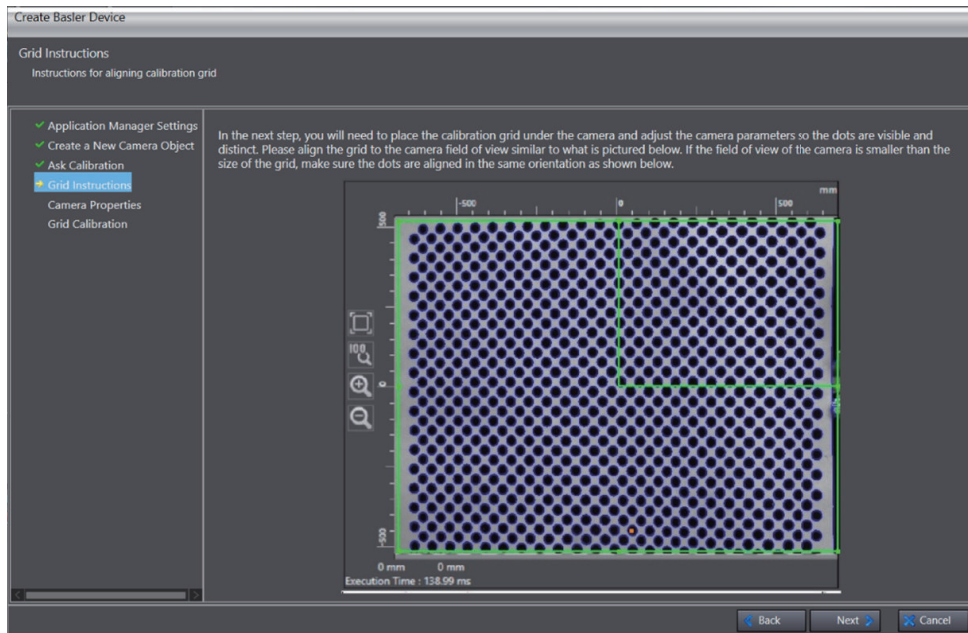 Create Basler Device
Grid Instructions
Instructions for aligning calibration grid
Application Manager Settings
Create a New Camera Object
Ask Calibration
Grid Instructions
Camera Properties
Grid Calibration
In the next step, you will need to place the calibration grid under the camera and adjust the camera parameters so the dots are visible and
distinct. Please align the grid to the camera field of view similar to what is pictured below. If the field of view of the camera is smaller than the
size of the grid, make sure the dots are aligned in the same orientation as shown below.
mm
-500 0 500
500
100
0
-500
0 mm 0 mm
Execution Time : 138.99 ms
Back Next Cancel